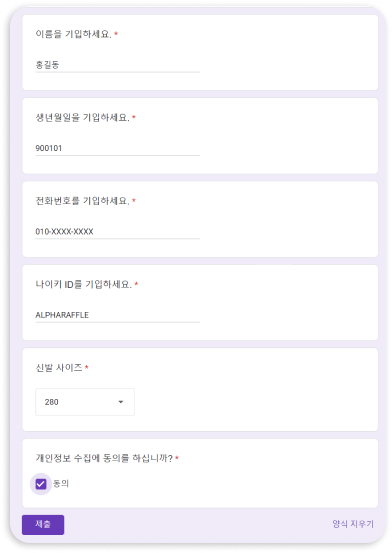 이름을 기입하세요. *
홍길동
생년월일을 기입하세요. *
900101
전화번호를 기입하세요. *
010-XXXX-XXXX
나이키 ID를 기입하세요. *
ALPHARAFFLE
신발 사이즈 *
280
개인정보 수집에 동의를 하십니까? *
동의
제출 양식 지우기